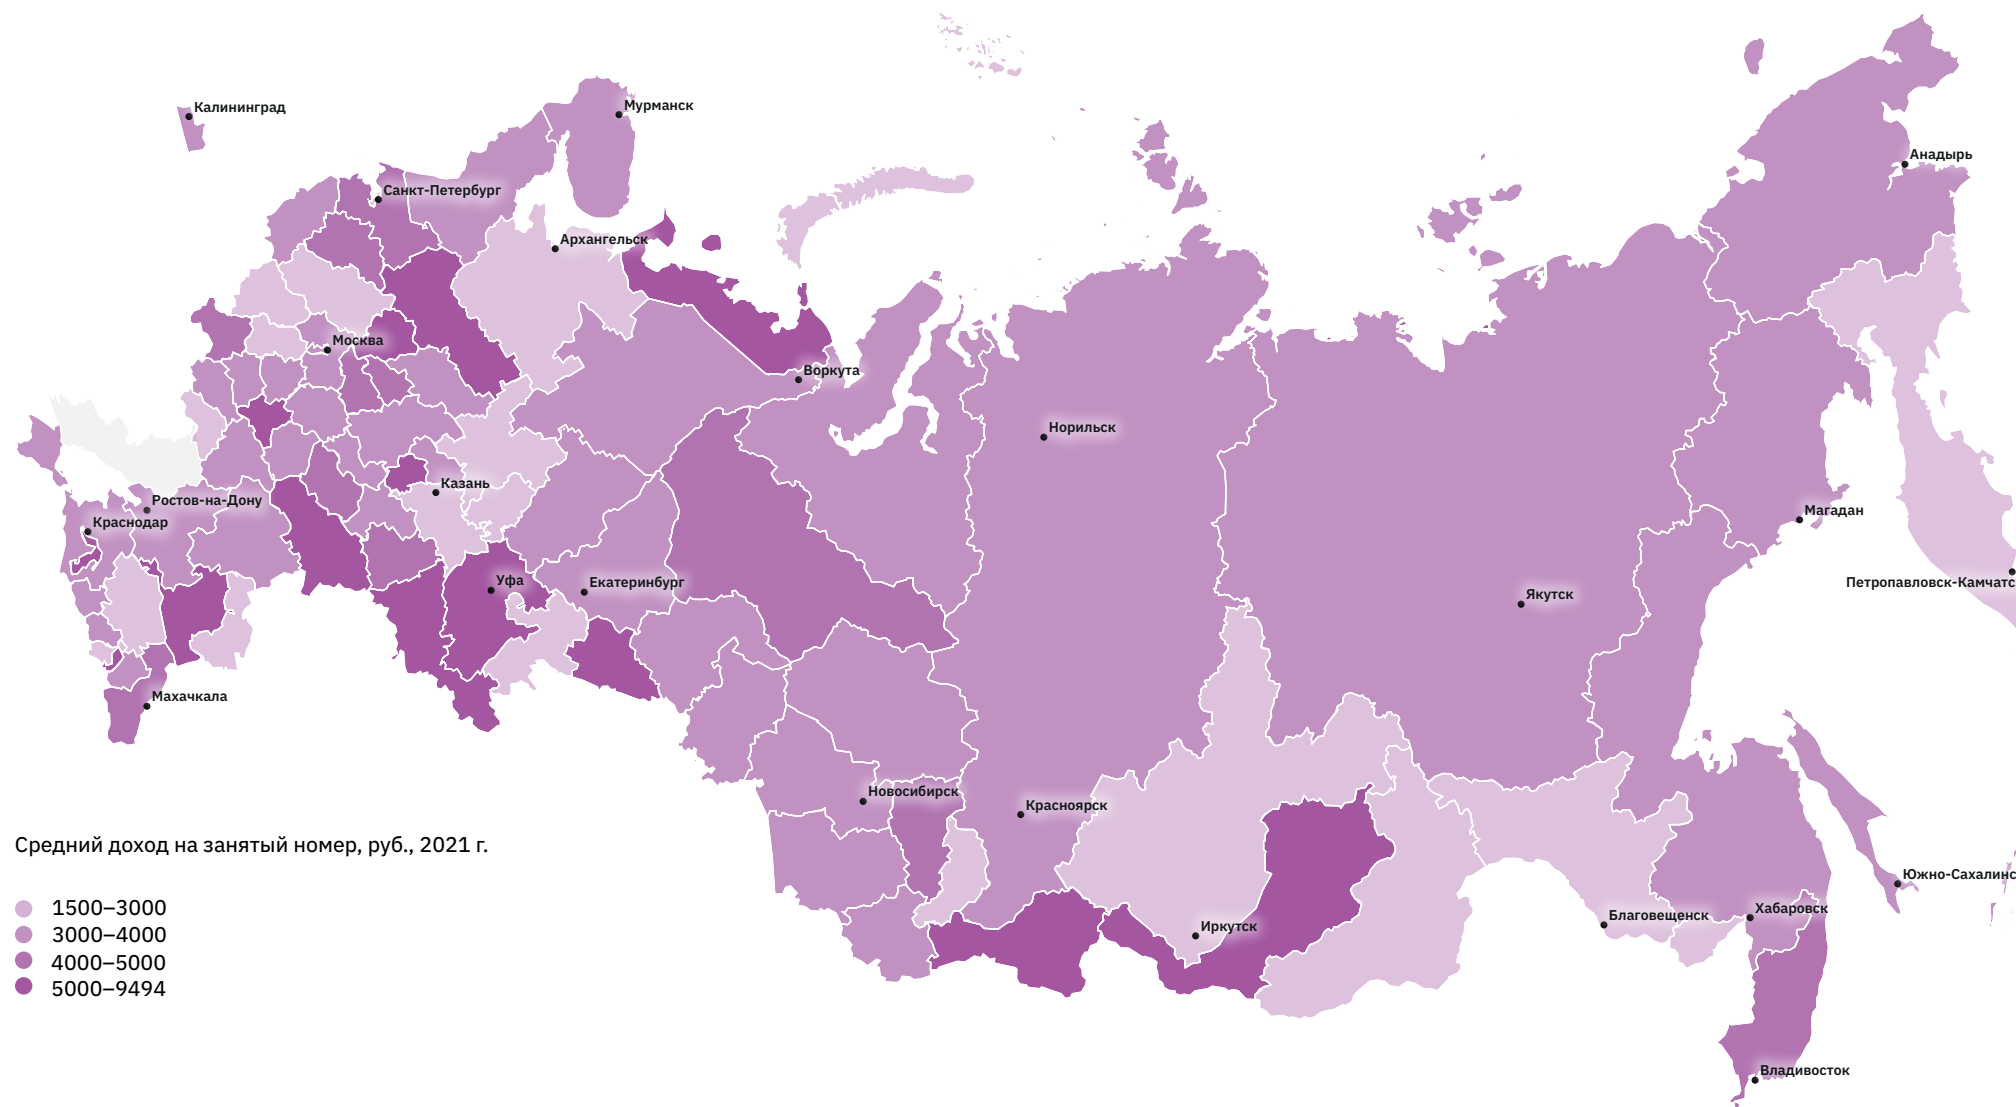 Калининград
Мурманск
Анадырь
Санкт-Петербург
Архангельск
Москва
Воркута
Норильск
Казань
Ростов-на-Дону
Магадан
Краснодар
Уфа
Екатеринбург
Петропавловск-Камчатс
Якутск
Махачкала
Новосибирск
Красноярск
Средний доход на занятый номер, руб., 2021 г.
Южно-Сахалинс
1500–3000
Благовещенск
Хабаровск
3000–4000
Иркутск
4000–5000
5000–9494
Владивосток